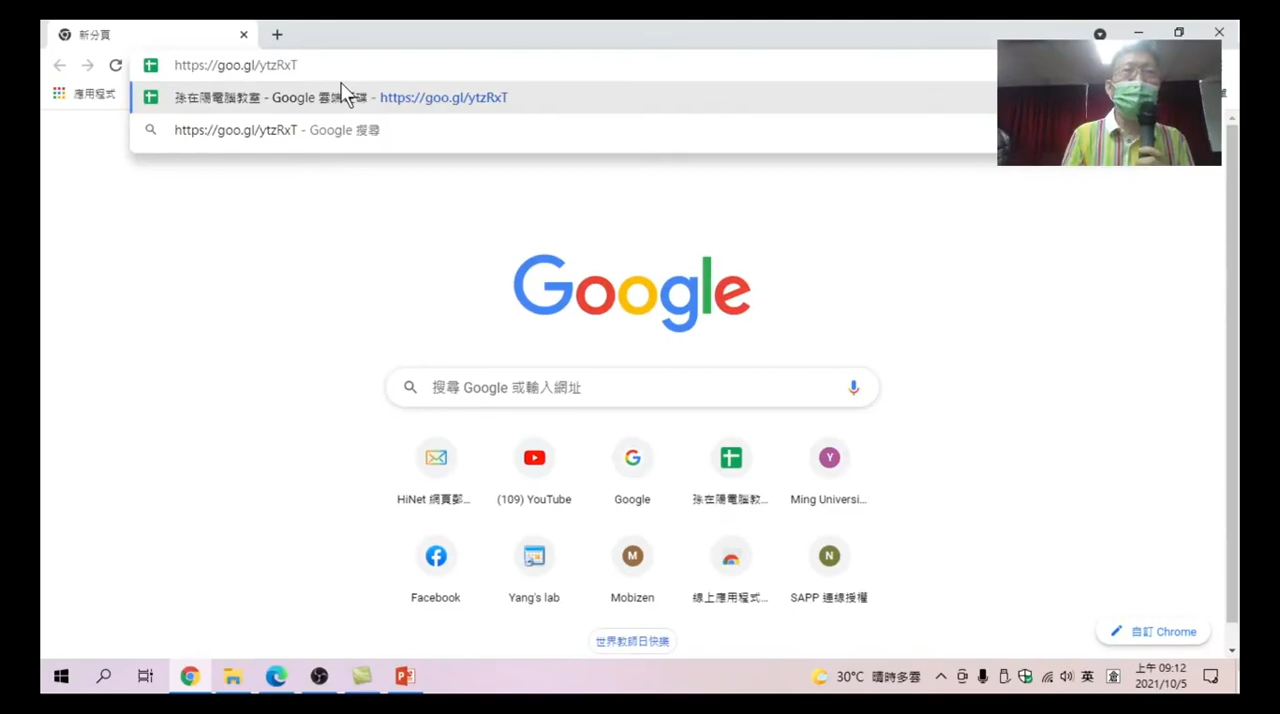 新分頁
https://goo.gl/ytzRxT
應用程式
孫在陽電腦教室 - Google 雲端硬碟 - https://goo.gl/ytzRxT
https://goo.gl/ytzRxT - Google 搜尋
Google
搜尋 Google 或輸入網址
HiNet 網頁郵...
(109) YouTube
Google
孫在陽電腦教...
Y
Ming Universi...
Facebook
Yang's lab
M
Mobizen
線上應用程式...
N
SAPP 連線授權
世界教師日快樂
自訂 Chrome
30°C 晴時多雲
英
倉
上午 09:12
2021/10/5